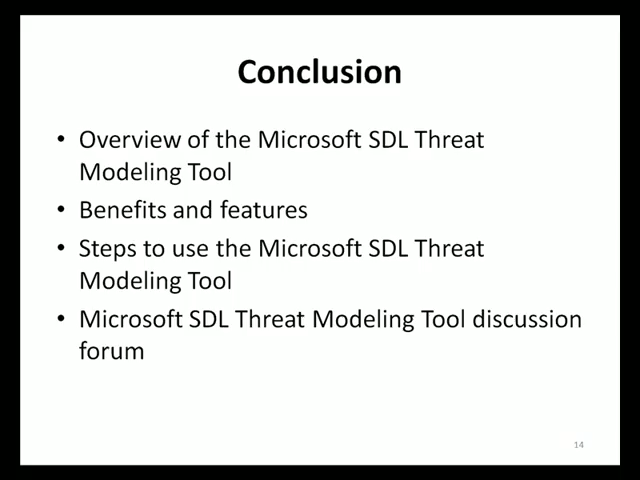 Conclusion
• Overview of the Microsoft SDL Threat
Modeling Tool
• Benefits and features
• Steps to use the Microsoft SDL Threat
Modeling Tool
• Microsoft SDL Threat Modeling Tool discussion
forum
14